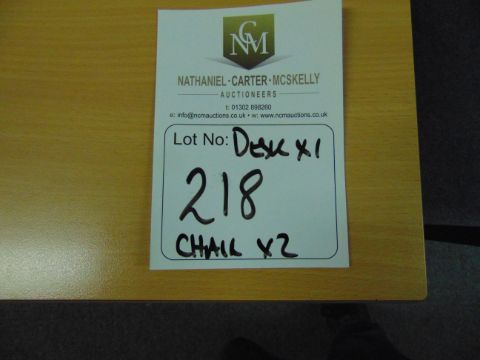 NCM
NATHANIEL · CARTER · MCSKELLY
AUCTIONEERS
t: 01302 898260
e: info@ncmauctions.co.uk • w: www.ncmauctions.co.uk
Lot No: DESK X1
218
CHAIR X2